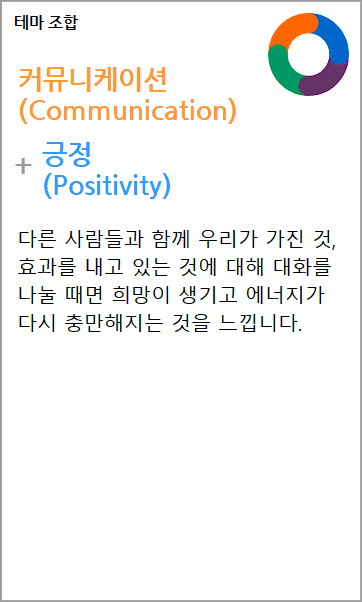 테마 조합
커뮤니케이션
(Communication)
+ 긍정
(Positivity)
다른 사람들과 함께 우리가 가진 것,
효과를 내고 있는 것에 대해 대화를
나눌 때면 희망이 생기고 에너지가
다시 충만해지는 것을 느낍니다.